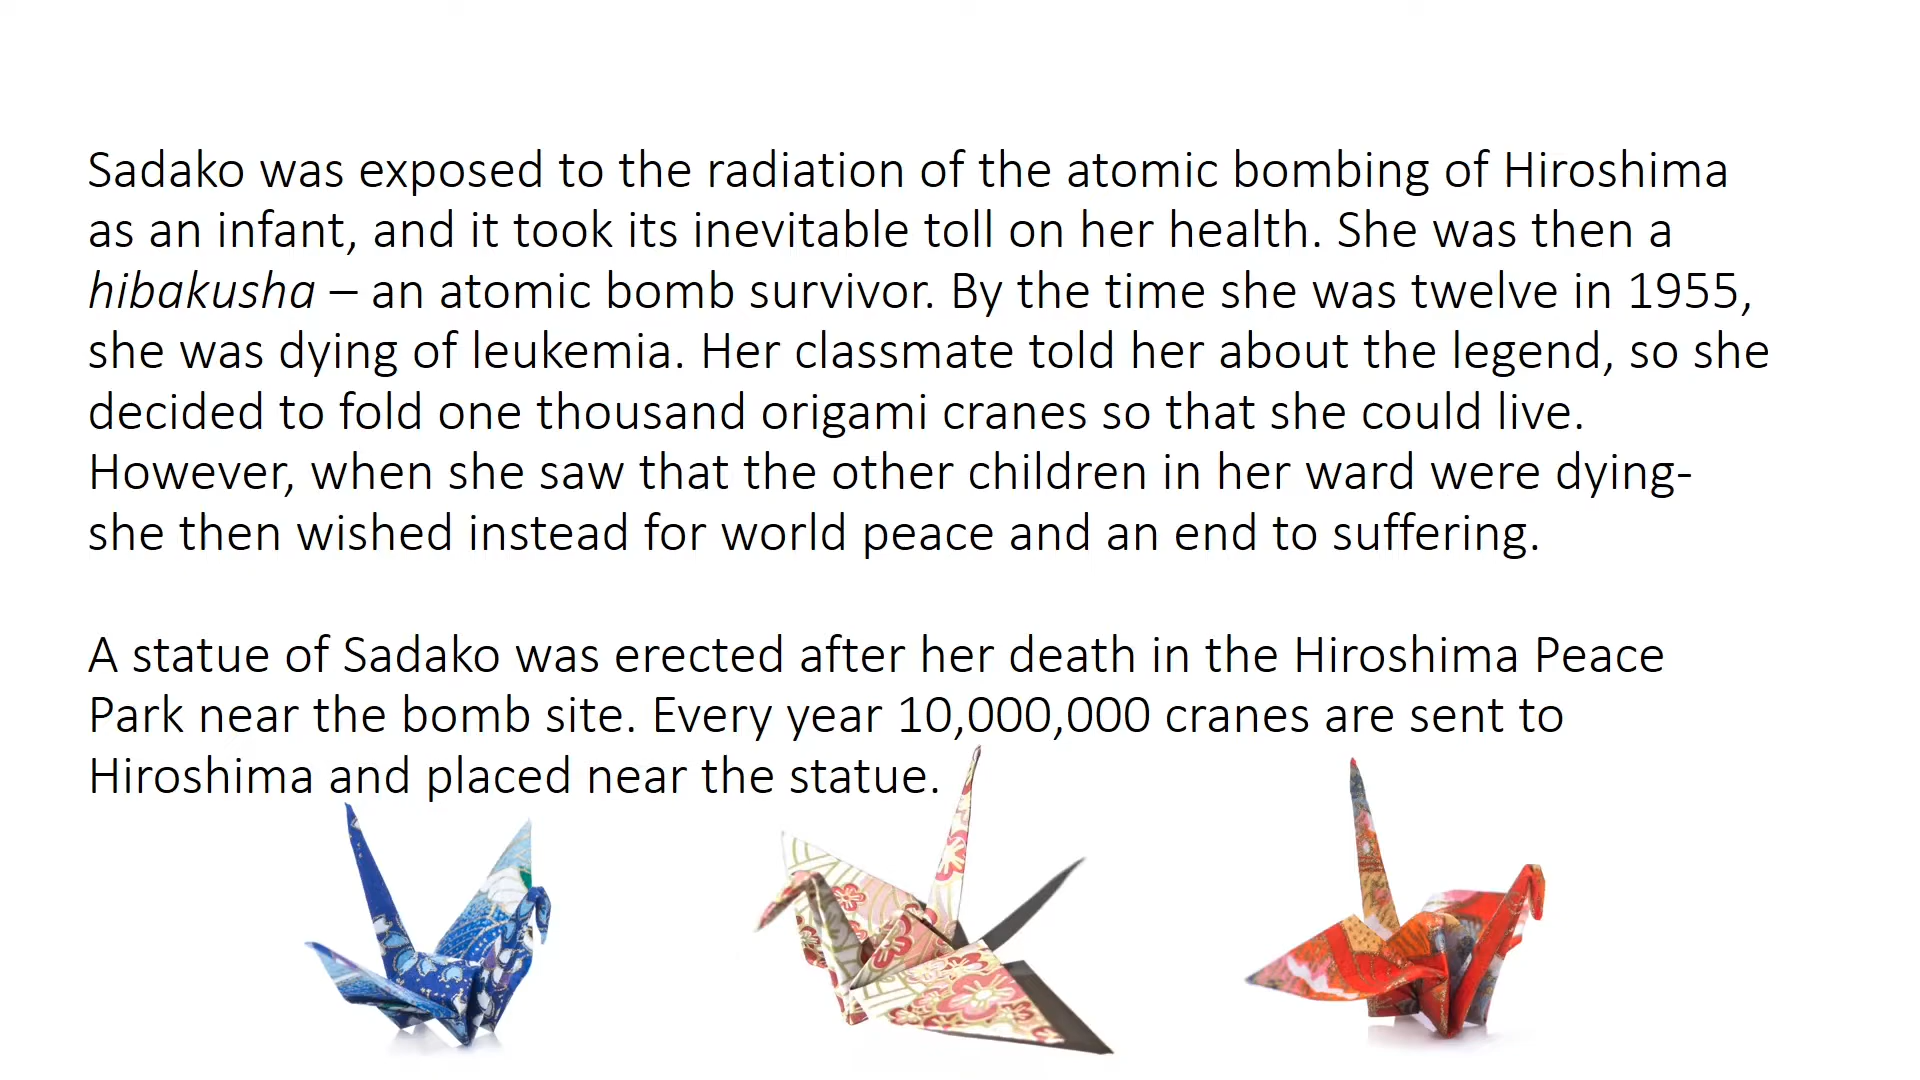 Sadako was exposed to the radiation of the atomic bombing of Hiroshima
as an infant, and it took its inevitable toll on her health. She was then a
hibakusha – an atomic bomb survivor. By the time she was twelve in 1955,
she was dying of leukemia. Her classmate told her about the legend, so she
decided to fold one thousand origami cranes so that she could live.
However, when she saw that the other children in her ward were dying-
she then wished instead for world peace and an end to suffering.
A statue of Sadako was erected after her death in the Hiroshima Peace
Park near the bomb site. Every year 10,000,000 cranes are sent to
Hiroshima and placed near the statue.